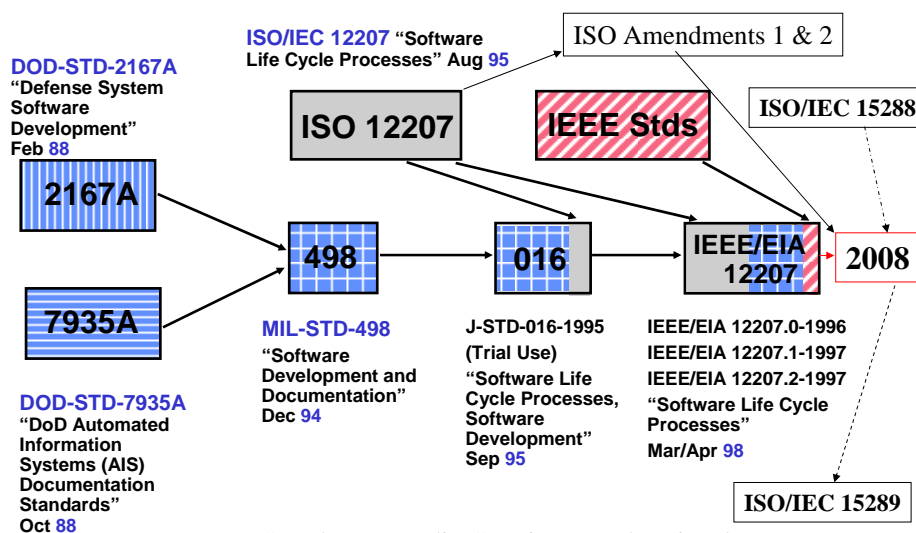 ISO/IEC 12207 “Software
Life Cycle Processes” Aug 95
ISO Amendments 1 & 2
DOD-STD-2167A
“Defense System
Software
Development”
Feb 88
ISO/IEC 15288
ISO 12207
IEEE Stds
2167A
498
016
IEEE/EIA
12207
2008
7935A
MIL-STD-498
“Software
Development and
Documentation”
Dec 94
J-STD-016-1995
(Trial Use)
“Software Life
Cycle Processes,
Software
Development”
Sep 95
IEEE/EIA 12207.0-1996
IEEE/EIA 12207.1-1997
IEEE/EIA 12207.2-1997
“Software Life Cycle
Processes”
Mar/Apr 98
DOD-STD-7935A
“DoD Automated
Information
Systems (AIS)
Documentation
Standards”
Oct 88
ISO/IEC 15289